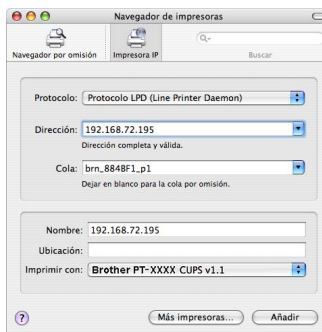 Navegador de impresoras
Navegador por omisión
Impresora IP
Q-
Buscar
Protocolo: Protocolo LPD (Line Printer Daemon)
Dirección: 192.168.72.195
Dirección completa y válida.
Cola: brn_884BF1_p1
Dejar en blanco para la cola por omisión.
Nombre: 192.168.72.195
Ubicación:
Imprimir con: Brother PT-XXXX CUPS v1.1
?
Más impresoras...
Añadir